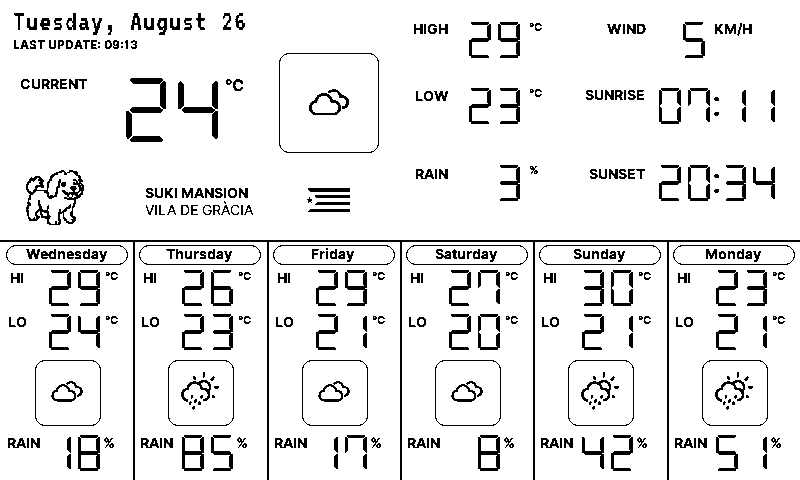 Tuesday, August 26
LAST UPDATE: 09:13
CURRENT 24 °C
HIGH 29 °C
WIND 5 KM/H
LOW 23 °C
SUNRISE 07:11
RAIN 3 %
SUNSET 20:34
SUKI MANSION
VILA DE GRÀCIA
Wednesday
HI 29 °C
LO 24 °C
RAIN 18 %
Thursday
HI 26 °C
LO 23 °C
RAIN 85 %
Friday
HI 29 °C
LO 21 °C
RAIN 17 %
Saturday
HI 27 °C
LO 20 °C
RAIN 8 %
Sunday
HI 30 °C
LO 21 °C
RAIN 42 %
Monday
HI 23 °C
LO 21 °C
RAIN 51 %